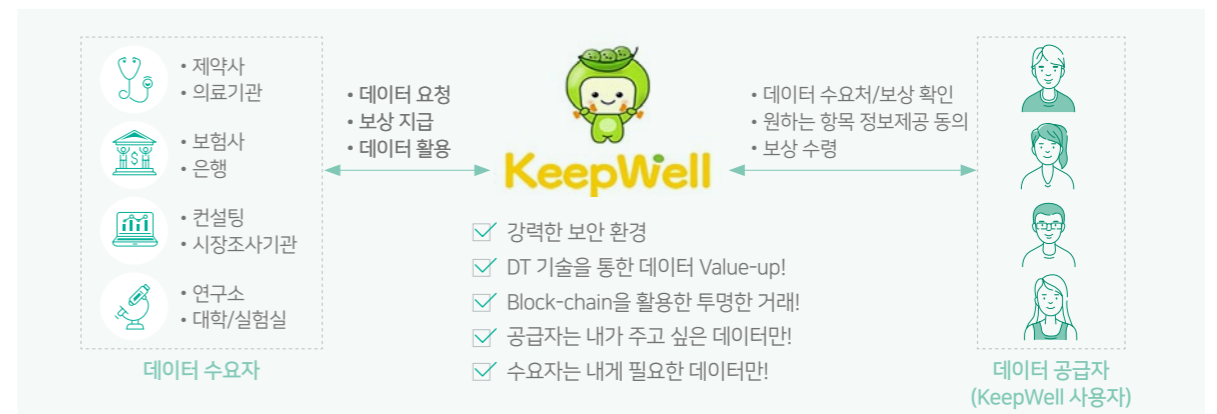 • 제약사
• 의료기관
• 보험사
• 은행
• 컨설팅
• 시장조사기관
• 연구소
• 대학/실험실
데이터 수요자
• 데이터 요청
• 보상 지급
• 데이터 활용
KeepWell
강력한 보안 환경
DT 기술을 통한 데이터 Value-up!
Block-chain을 활용한 투명한 거래!
공급자는 내가 주고 싶은 데이터만!
수요자는 내게 필요한 데이터만!
• 데이터 수요처/보상 확인
• 원하는 항목 정보제공 동의
• 보상 수령
데이터 공급자
(KeepWell 사용자)